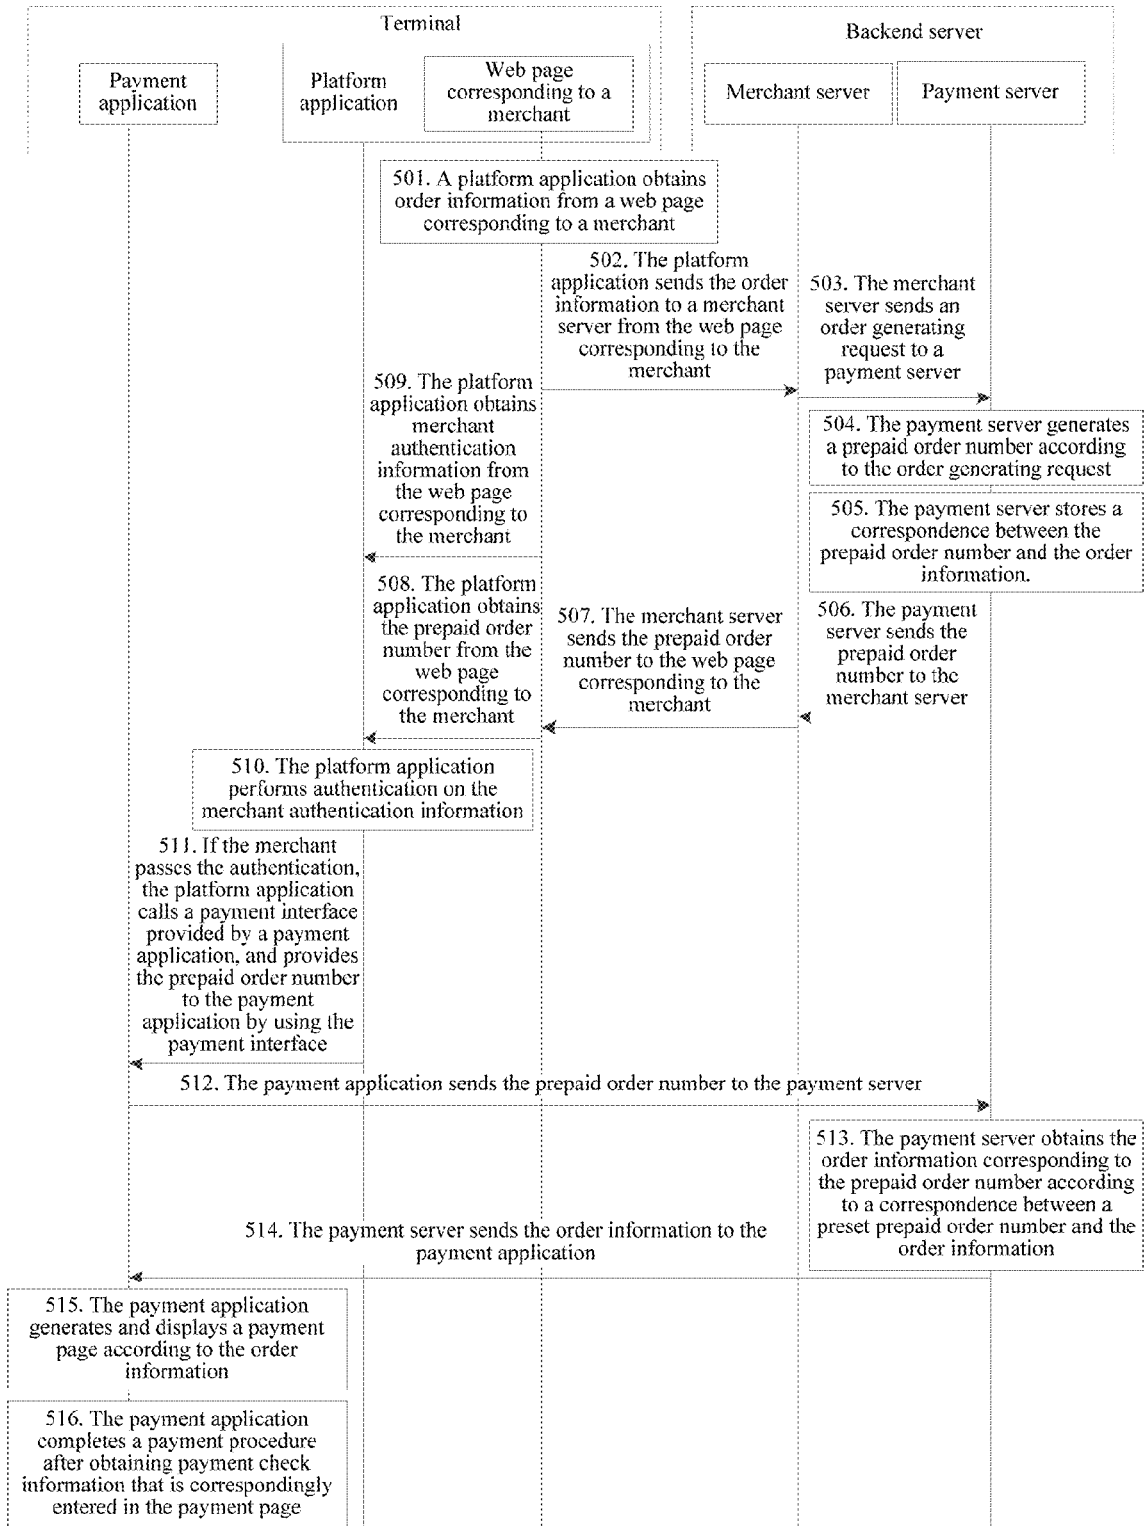 Terminal
Backend server
Payment
application
Platform
application
Web page
corresponding to a
merchant
Merchant server
Payment server
501. A platform application obtains
order information from a web page
corresponding to a merchant
502. The platform
application sends the order
information to a merchant
server from the web page
corresponding to the
merchant
503. The merchant
server sends an
order generating
request to a
payment server
509. The platform
application obtains
merchant
authentication
information from
the web page
corresponding to
the merchant
504. The payment server generates
a prepaid order number according
to the order generating request
505. The payment server stores a
correspondence between the
prepaid order number and the order
information.
508. The platform
application obtains
the prepaid order
number from the
web page
corresponding to
the merchant
507. The merchant server
sends the prepaid order
number to the web page
corresponding to the
merchant
506. The payment
server sends the
prepaid order
number to the
merchant server
510. The platform application
performs authentication on the
merchant authentication information
511. If the merchant
passes the authentication,
the platform application
calls a payment interface
provided by a payment
application, and provides
the prepaid order number
to the payment
application by using the
payment interface
512. The payment application sends the prepaid order number to the payment server
513. The payment server obtains the
order information corresponding to
the prepaid order number according
to a correspondence between a
preset prepaid order number and the
order information
514. The payment server sends the order information to the
payment application
515. The payment application
generates and displays a payment
page according to the order
information
516. The payment application
completes a payment procedure
after obtaining payment check
information that is correspondingly
entered in the payment page